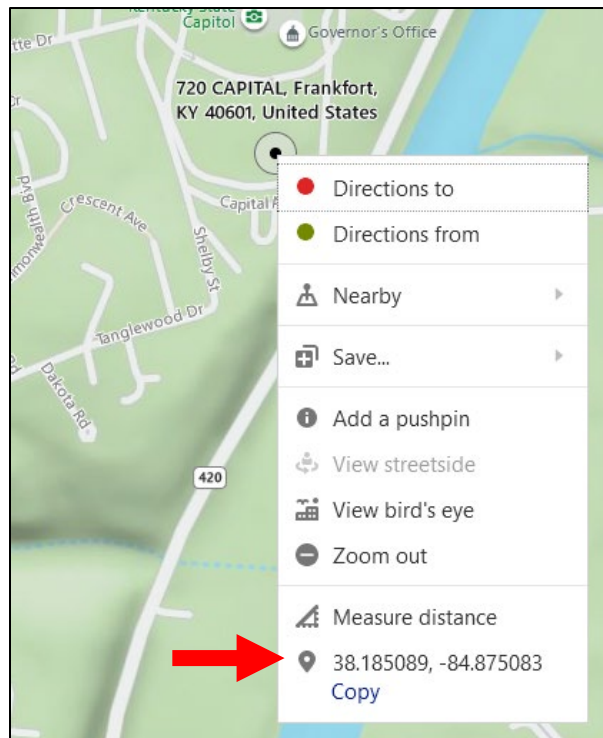 Kentucky State
Capitol
Governor's Office
tte Dr
720 CAPITAL, Frankfort,
KY 40601, United States
Crescent Ave
Capital
Shelby St
Tanglewood Dr
Dakota Rd
420
Directions to
Directions from
Nearby
Save...
Add a pushpin
View streetside
View bird's eye
Zoom out
Measure distance
38.185089, -84.875083
Copy